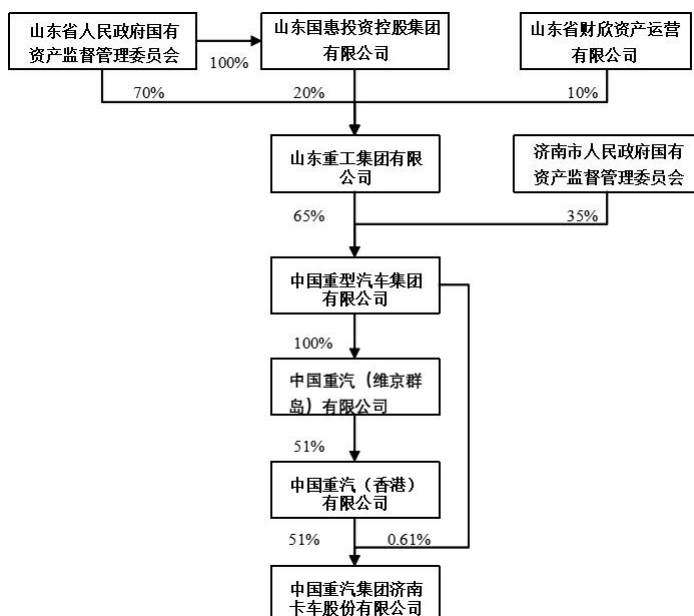 山东省人民政府国有
资产监督管理委员会
山东国惠投资控股集团
有限公司
山东省财欣资产运营
有限公司
100%
70%
20%
10%
山东重工集团有限
公司
济南市人民政府国有
资产监督管理委员会
65%
35%
中国重型汽车集团
有限公司
100%
中国重汽（维京群
岛）有限公司
51%
中国重汽（香港）
有限公司
51%
0.61%
中国重汽集团济南
卡车股份有限公司